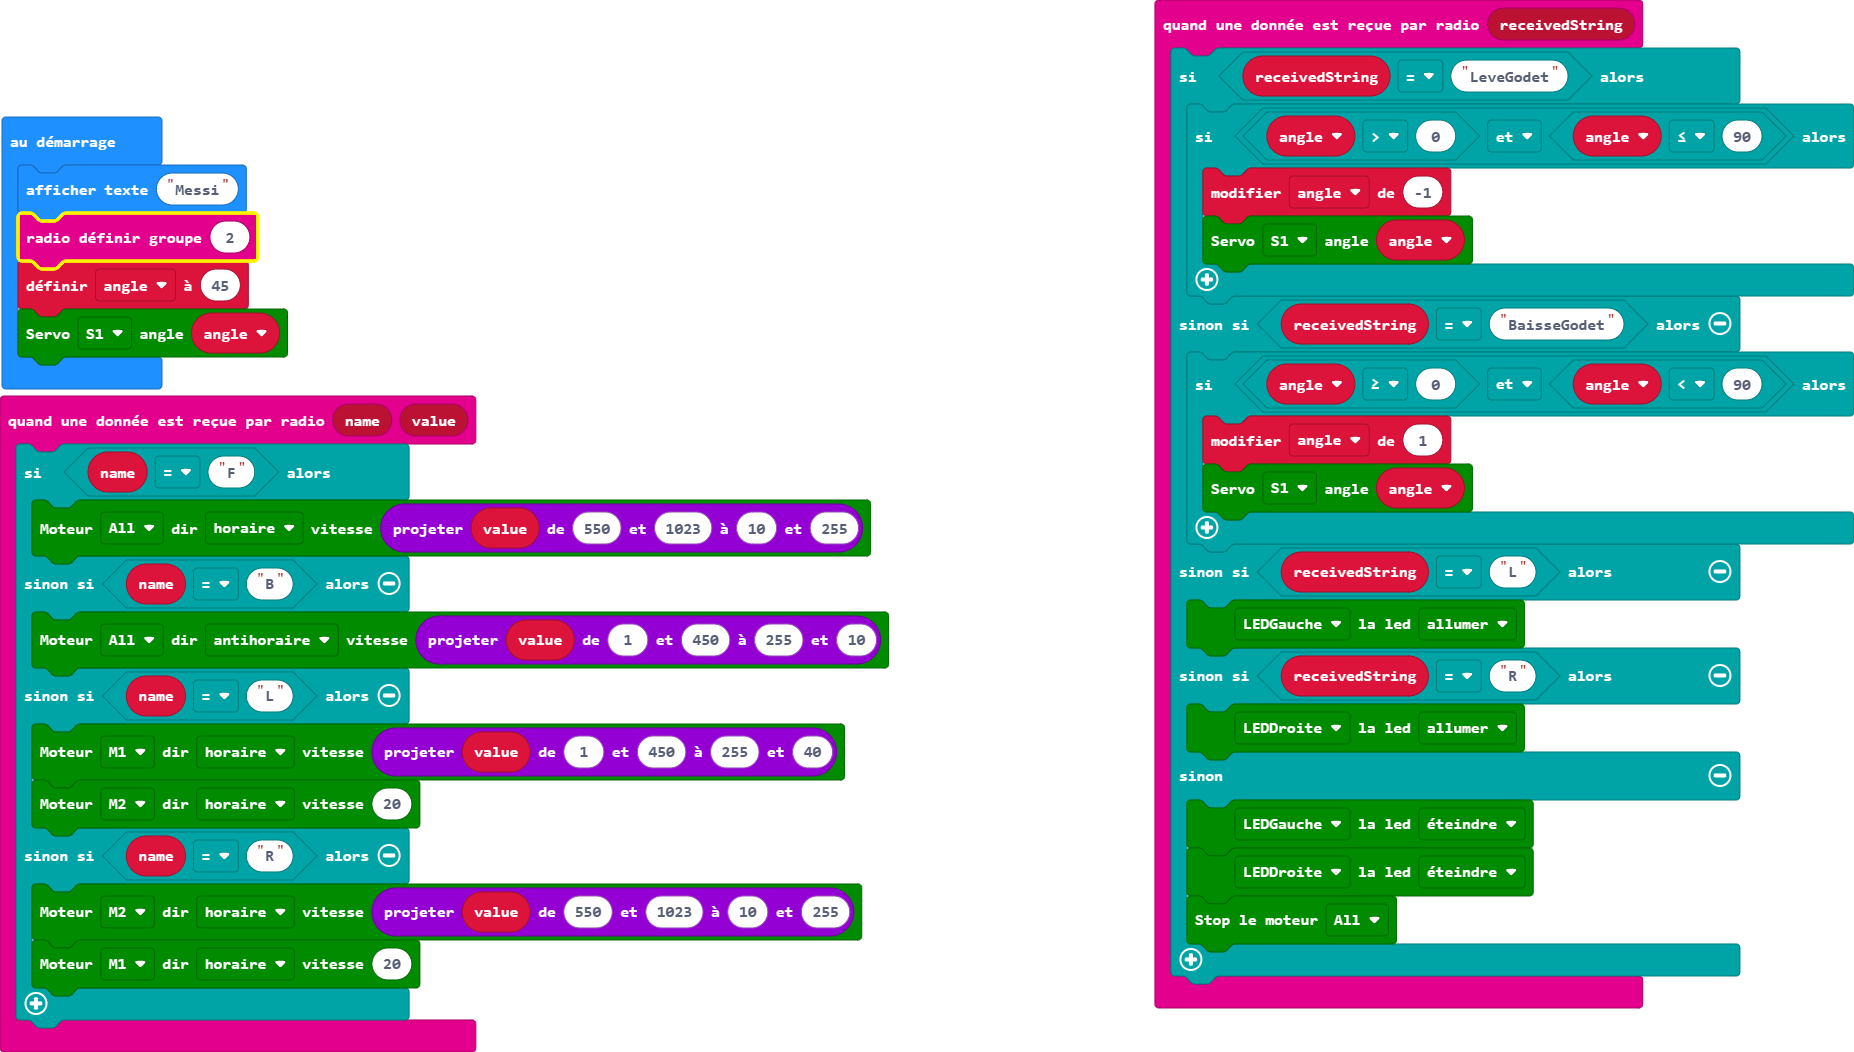 au démarrage
afficher texte "Messi"
radio définir groupe 2
définir angle à 45
Servo S1 angle angle
quand une donnée est reçue par radio name value
si name = "F" alors
Moteur All dir horaire vitesse projeter value de 550 et 1023 à 10 et 255
sinon si name = "B" alors
Moteur All dir antihoraire vitesse projeter value de 1 et 450 à 255 et 10
sinon si name = "L" alors
Moteur M1 dir horaire vitesse projeter value de 1 et 450 à 255 et 40
Moteur M2 dir horaire vitesse 20
sinon si name = "R" alors
Moteur M2 dir horaire vitesse projeter value de 550 et 1023 à 10 et 255
Moteur M1 dir horaire vitesse 20
quand une donnée est reçue par radio receivedString
si receivedString = "LeveGodet" alors
si angle > 0 et angle ≤ 90 alors
modifier angle de -1
Servo S1 angle angle
sinon si receivedString = "BaisseGodet" alors
si angle ≥ 0 et angle < 90 alors
modifier angle de 1
Servo S1 angle angle
sinon si receivedString = "L" alors
LEDGauche la led allumer
sinon si receivedString = "R" alors
LEDDroite la led allumer
sinon
LEDGauche la led éteindre
LEDDroite la led éteindre
Stop le moteur All